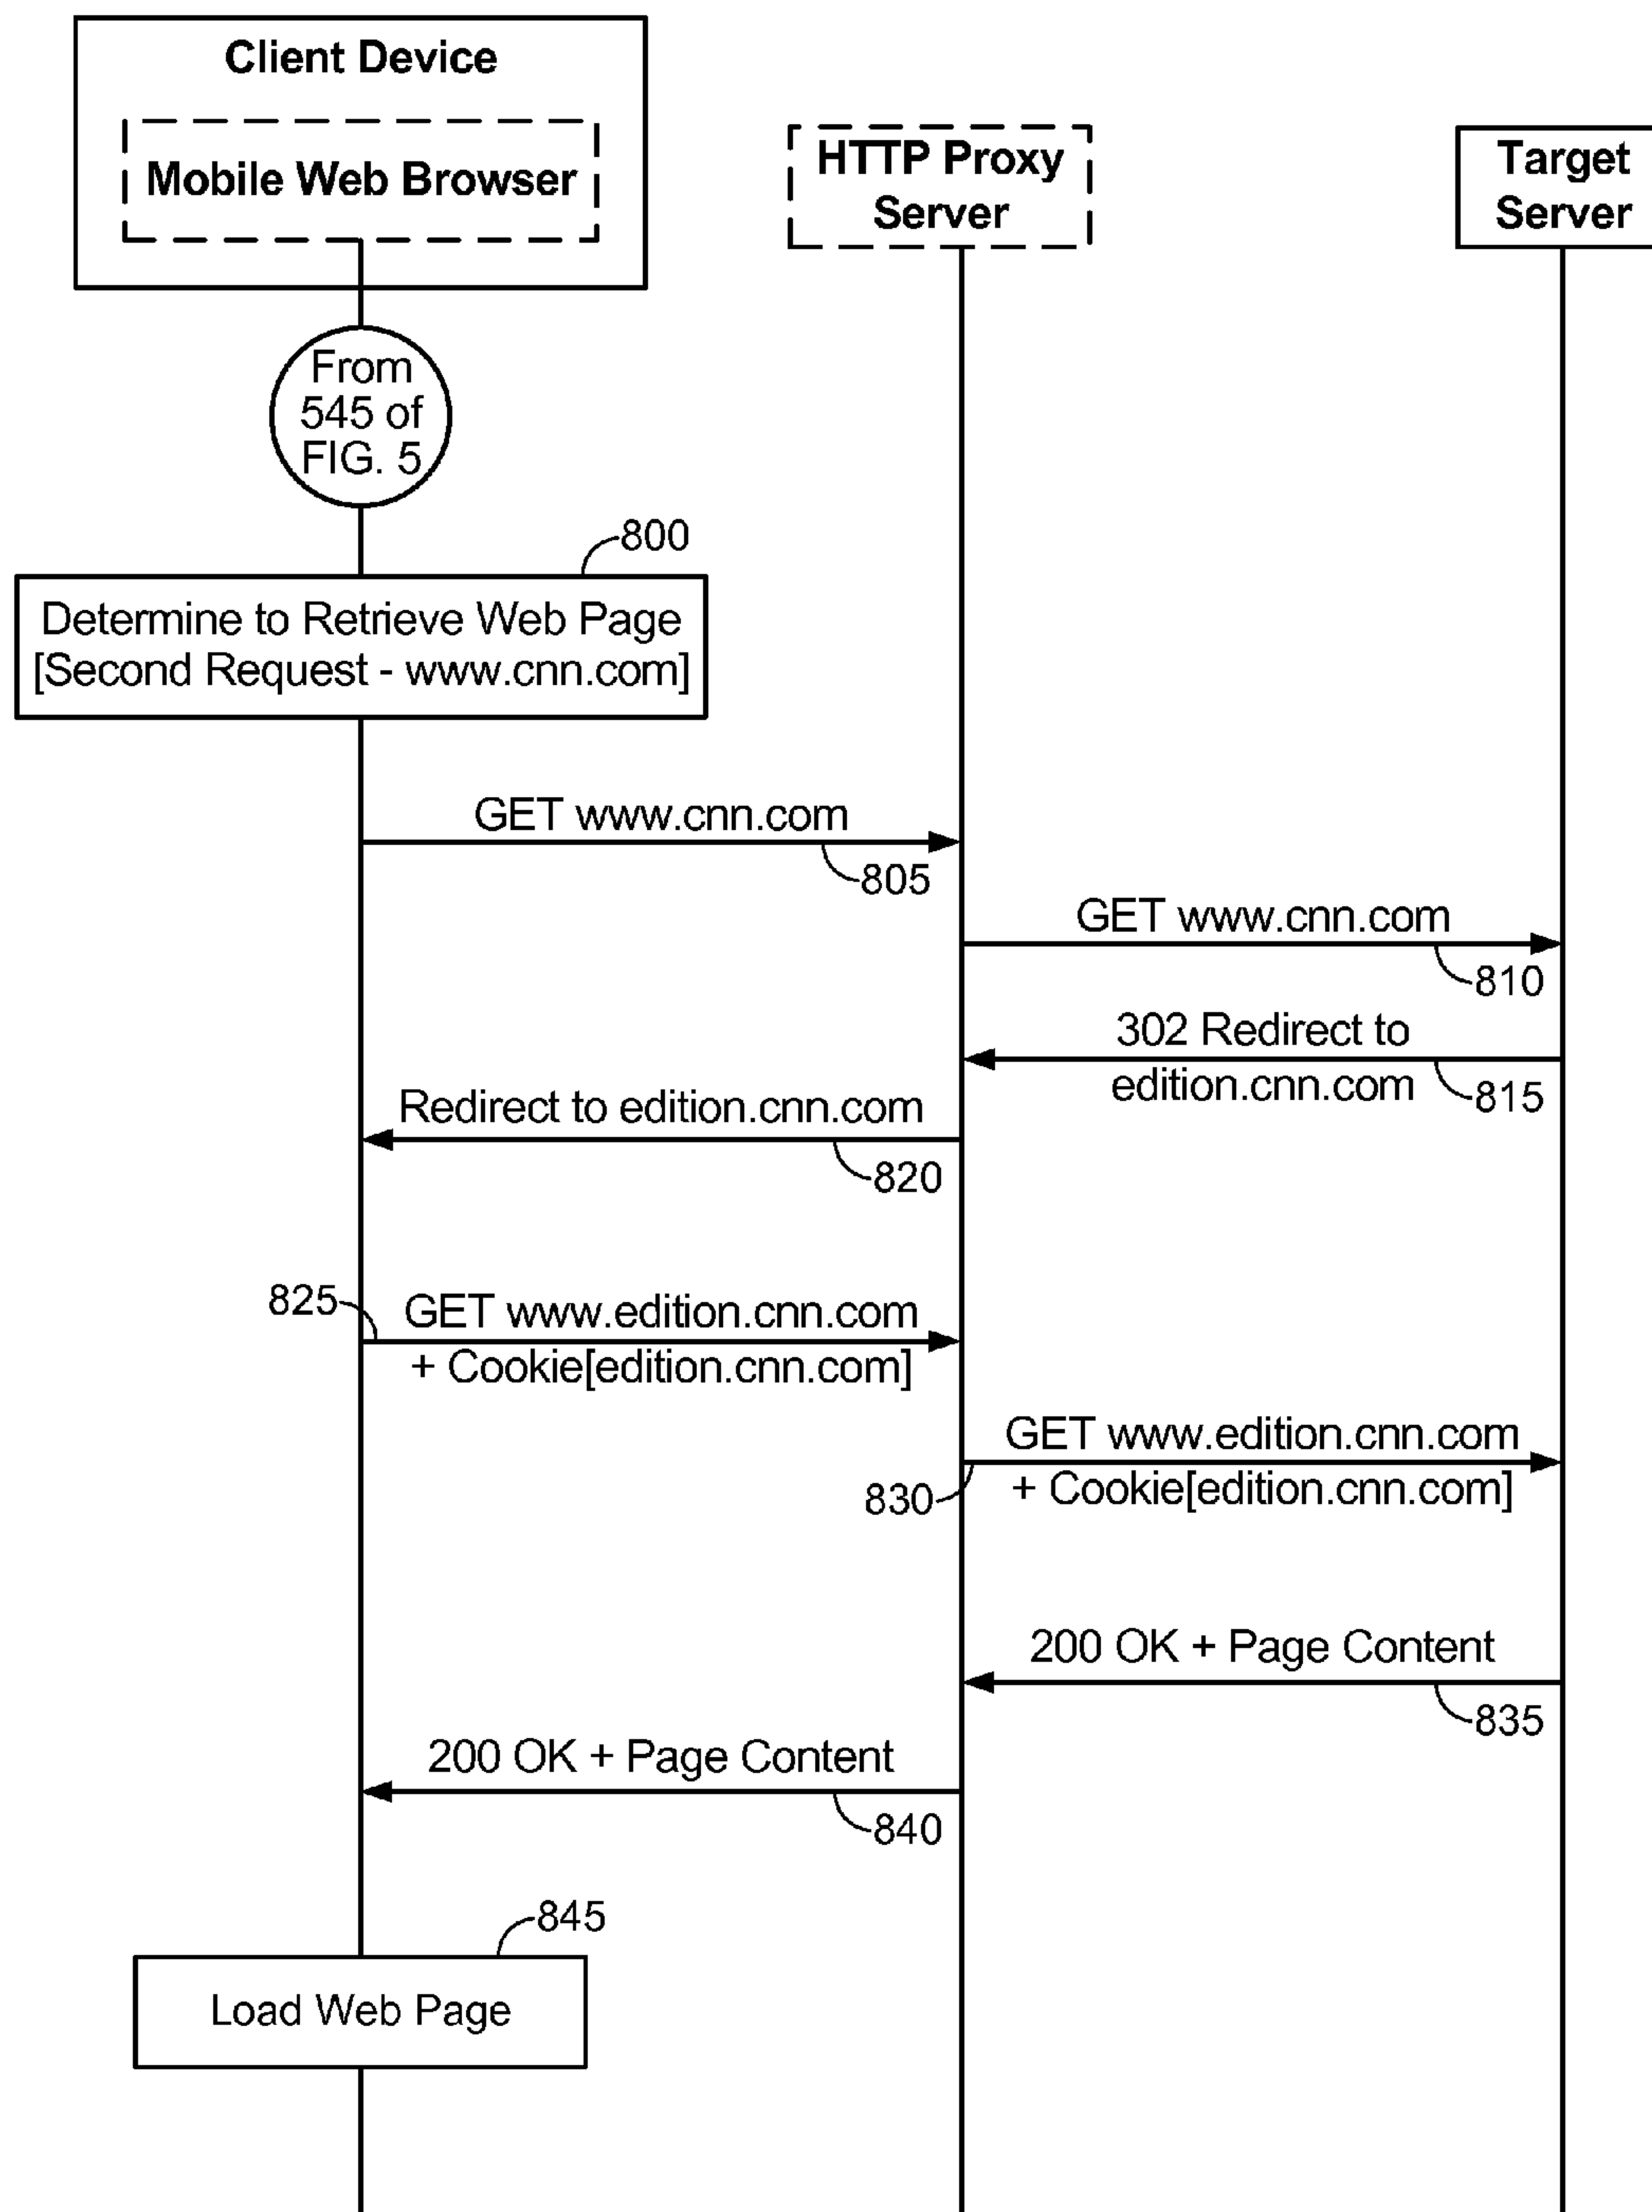 Client Device
Mobile Web Browser
HTTP Proxy
Server
Target
Server
From
545 of
FIG. 5
800
Determine to Retrieve Web Page
[Second Request - www.cnn.com]
GET www.cnn.com
805
GET www.cnn.com
810
302 Redirect to
edition.cnn.com
815
Redirect to edition.cnn.com
820
825
GET www.edition.cnn.com
+ Cookie[edition.cnn.com]
GET www.edition.cnn.com
+ Cookie[edition.cnn.com]
830
200 OK + Page Content
835
200 OK + Page Content
840
845
Load Web Page